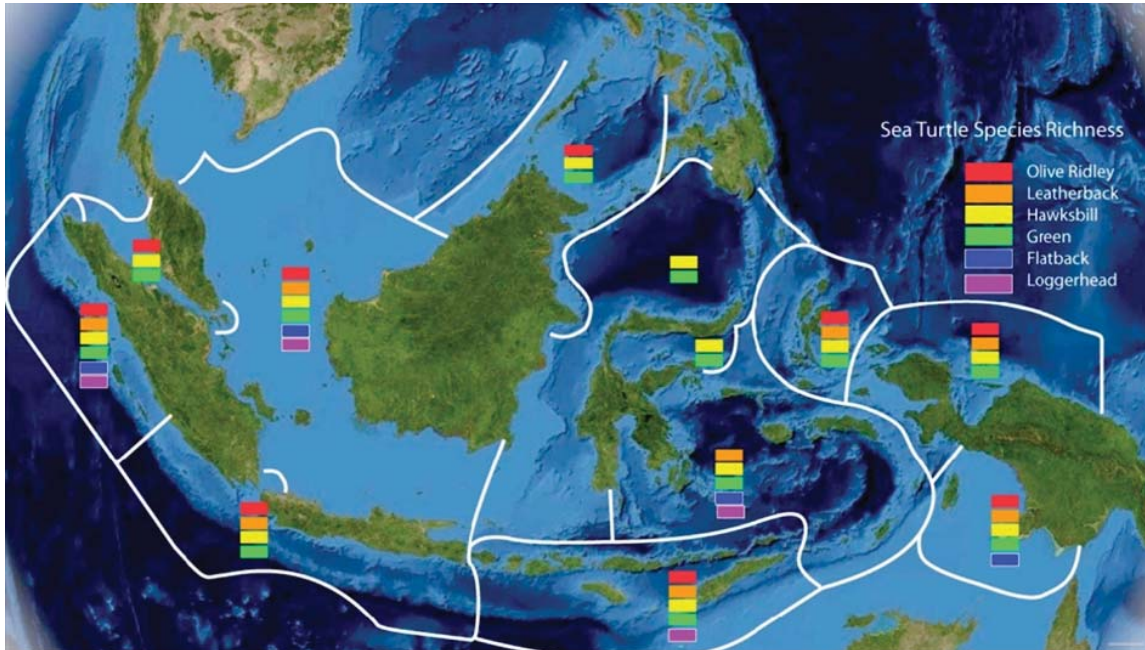 Sea Turtle Species Richness
Olive Ridley
Leatherback
Hawksbill
Green
Flatback
Loggerhead